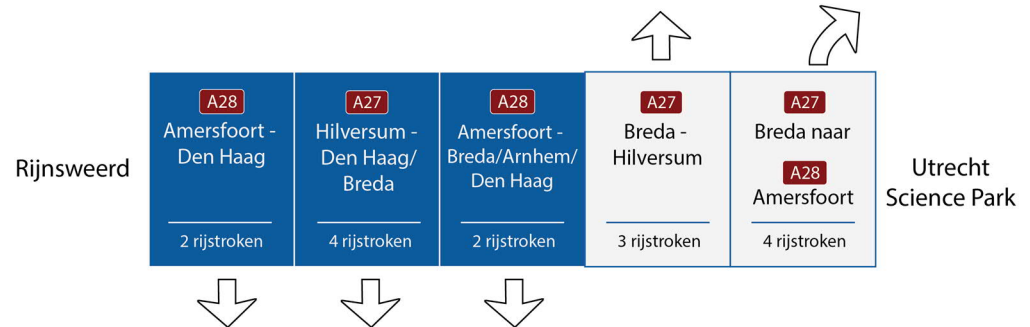 Rijnsweerd
A28
Amersfoort -
Den Haag
2 rijstroken
A27
Hilversum -
Den Haag/
Breda
4 rijstroken
A28
Amersfoort -
Breda/Arnhem/
Den Haag
2 rijstroken
A27
Breda -
Hilversum
3 rijstroken
A27
Breda naar
A28
Amersfoort
4 rijstroken
Utrecht
Science Park